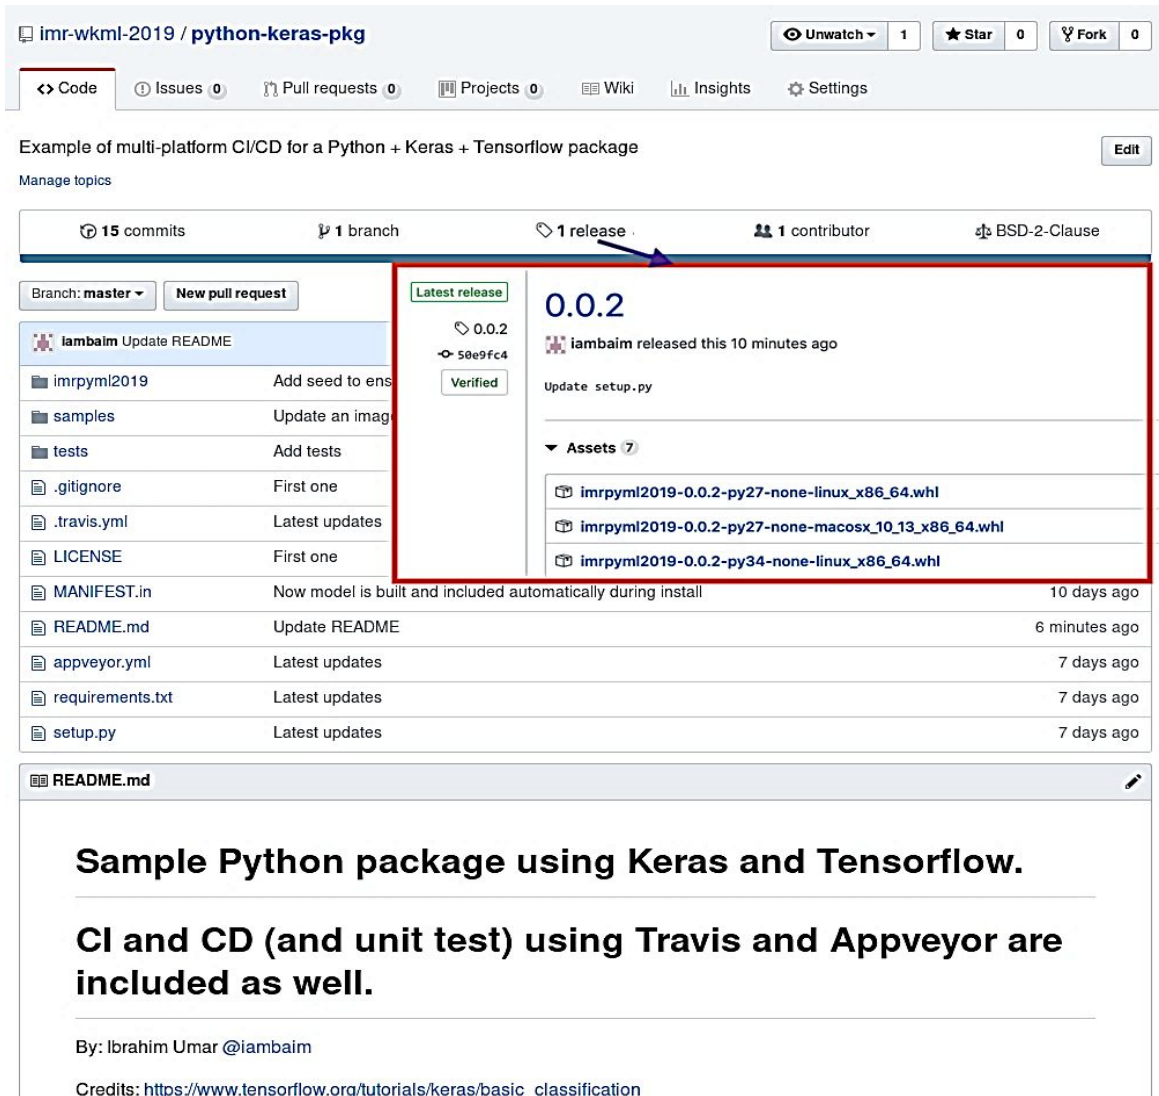 imr-wkml-2019 / python-keras-pkg
Unwatch 1 Star 0 Fork 0
Code Issues 0 Pull requests 0 Projects 0 Wiki Insights Settings
Example of multi-platform CI/CD for a Python + Keras + Tensorflow package
Edit
Manage topics
15 commits 1 branch 1 release 1 contributor BSD-2-Clause
Branch: master New pull request
iambaim Update README
imrpyml2019 Add seed to ens
samples Update an imag
tests Add tests
.gitignore First one
.travis.yml Latest updates
LICENSE First one
Latest release
0.0.2
50e9fc4
Verified
0.0.2
iambaim released this 10 minutes ago
Update setup.py
Assets 7
imrpyml2019-0.0.2-py27-none-linux_x86_64.whl
imrpyml2019-0.0.2-py27-none-macosx_10_13_x86_64.whl
imrpyml2019-0.0.2-py34-none-linux_x86_64.whl
MANIFEST.in Now model is built and included automatically during install 10 days ago
README.md Update README 6 minutes ago
appveyor.yml Latest updates 7 days ago
requirements.txt Latest updates 7 days ago
setup.py Latest updates 7 days ago
README.md
Sample Python package using Keras and Tensorflow.
CI and CD (and unit test) using Travis and Appveyor are
included as well.
By: Ibrahim Umar @iambaim
Credits: https://www.tensorflow.org/tutorials/keras/basic_classification